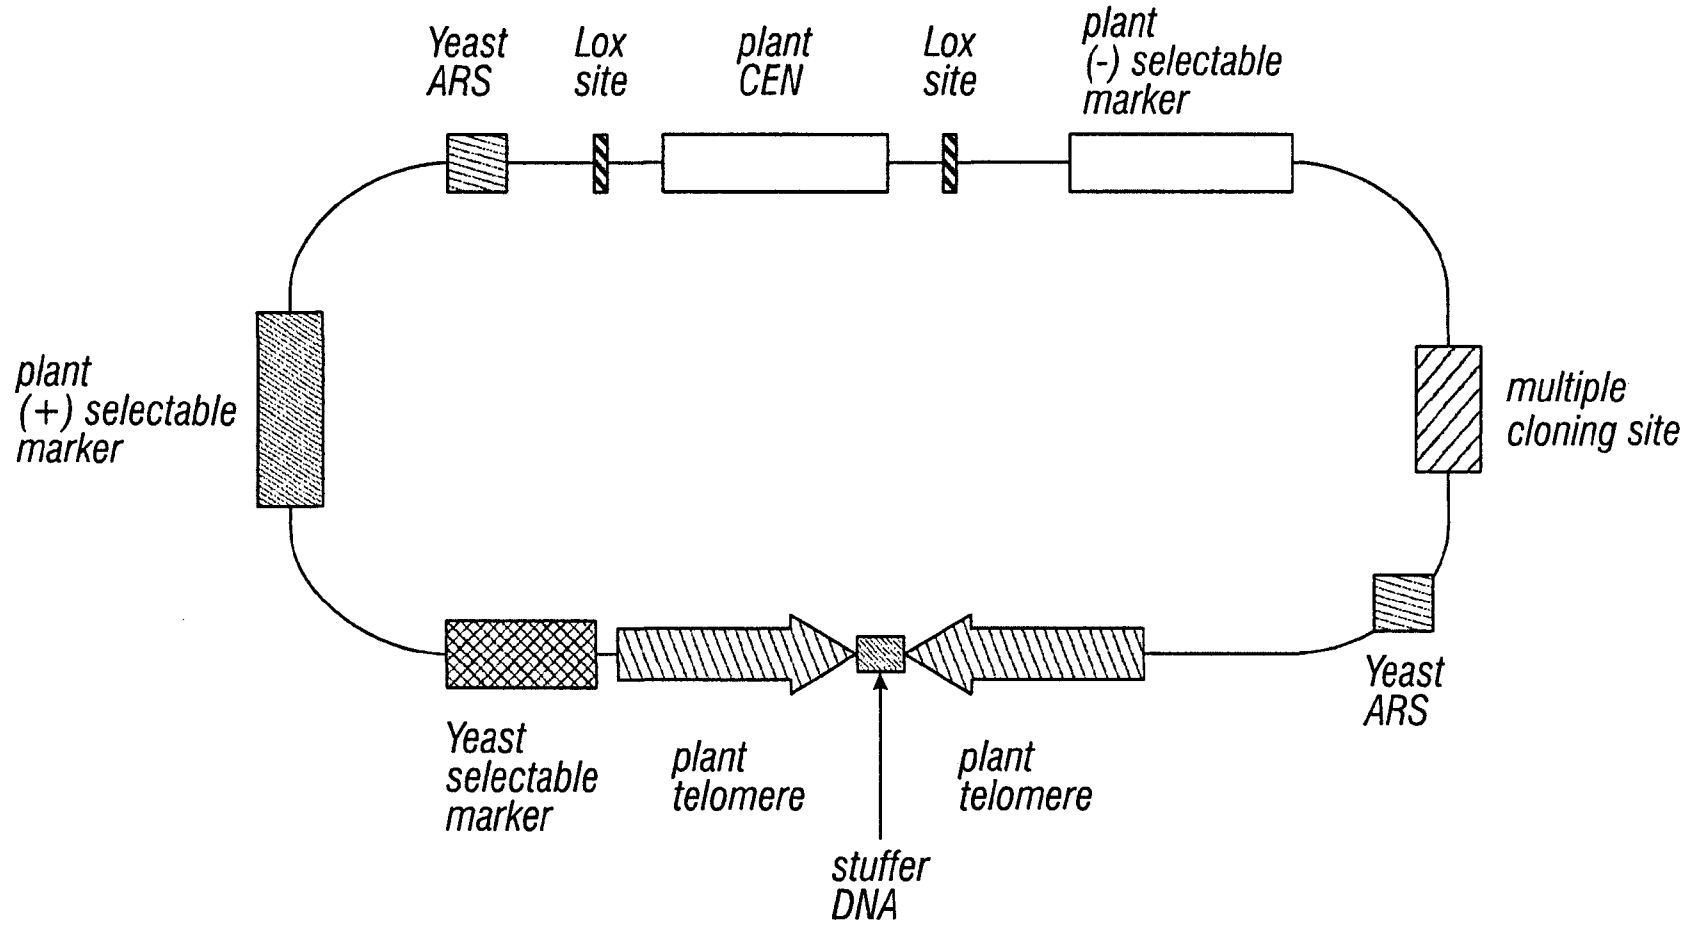 Yeast
ARS
Lox
site
plant
CEN
Lox
site
plant
(-) selectable
marker
plant
(+) selectable
marker
multiple
cloning site
Yeast
ARS
Yeast
selectable
marker
plant
telomere
plant
telomere
stuffer
DNA